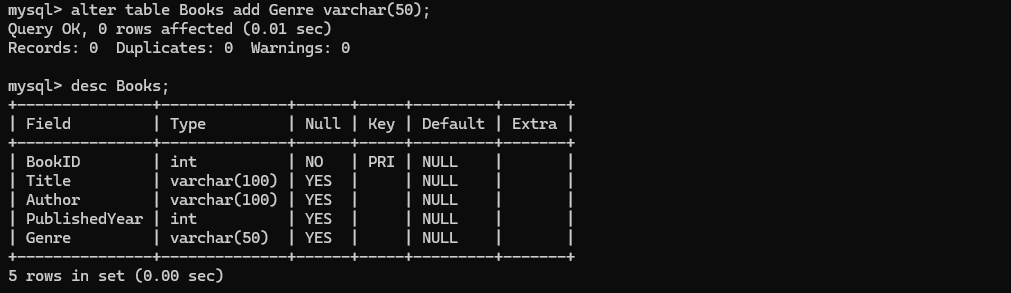 mysql> alter table Books add Genre varchar(50);
Query OK, 0 rows affected (0.01 sec)
Records: 0  Duplicates: 0  Warnings: 0

mysql> desc Books;
+---------------+--------------+------+-----+---------+-------+
| Field         | Type         | Null | Key | Default | Extra |
+---------------+--------------+------+-----+---------+-------+
| BookID        | int          | NO   | PRI | NULL    |       |
| Title         | varchar(100) | YES  |     | NULL    |       |
| Author        | varchar(100) | YES  |     | NULL    |       |
| PublishedYear | int          | YES  |     | NULL    |       |
| Genre         | varchar(50)  | YES  |     | NULL    |       |
+---------------+--------------+------+-----+---------+-------+
5 rows in set (0.00 sec)